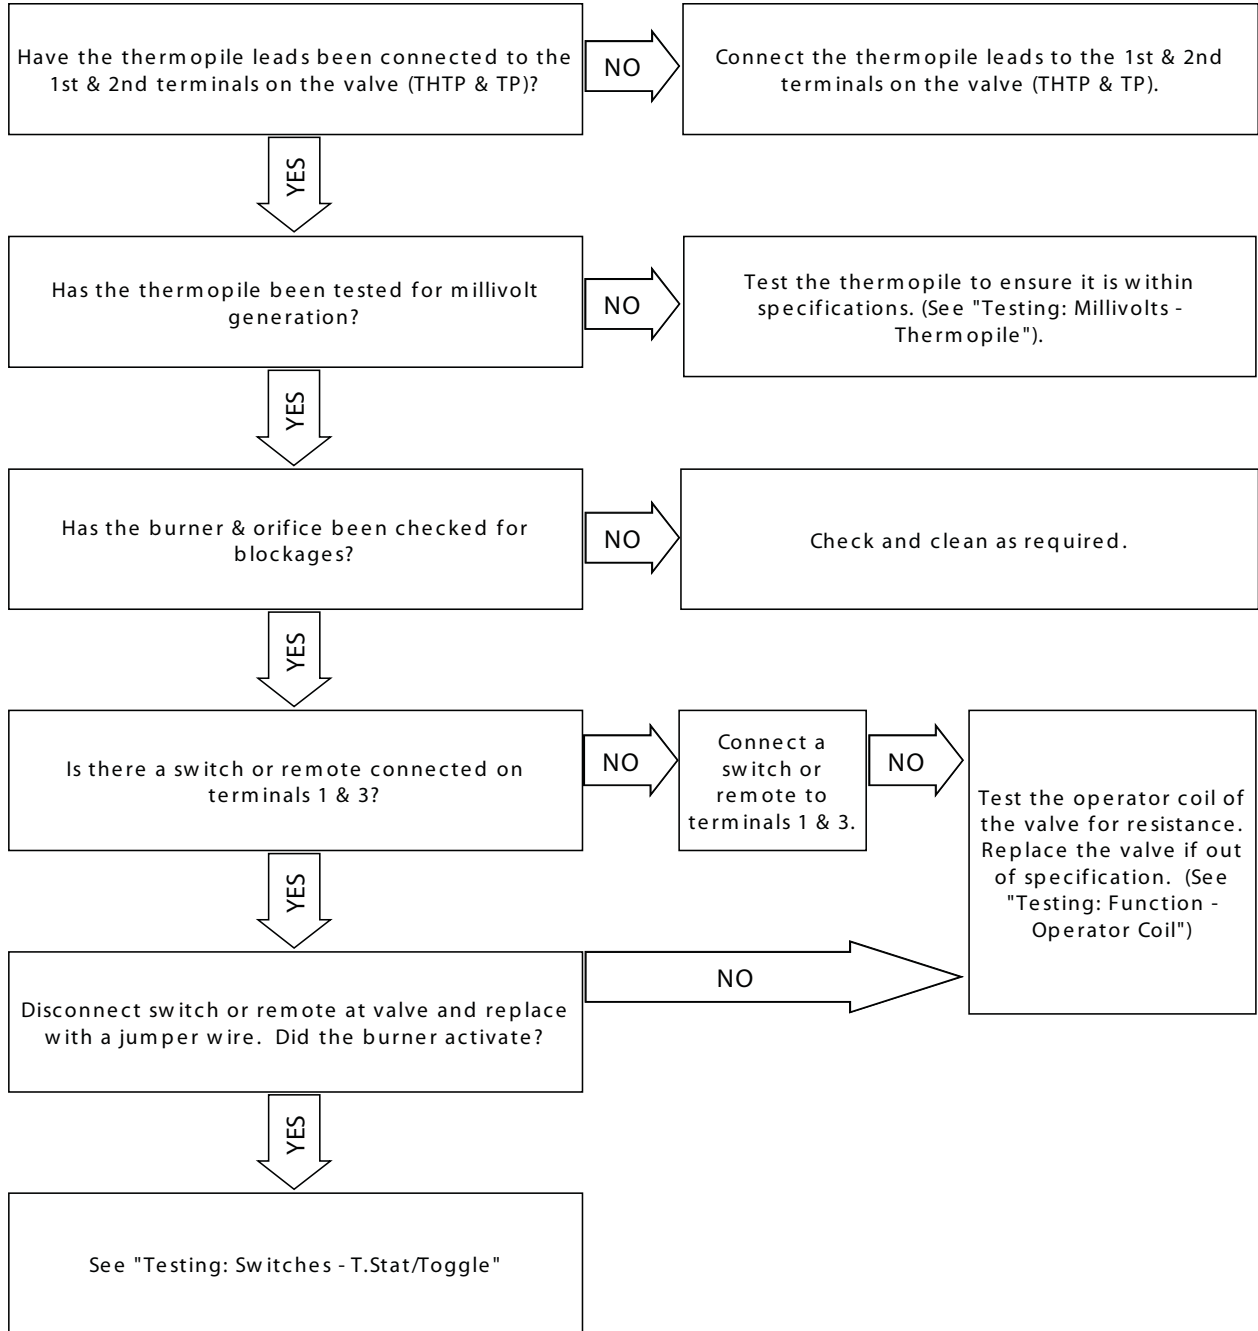 Have the thermopile leads been connected to the
1st & 2nd terminals on the valve (THTP & TP)?
NO
Connect the thermopile leads to the 1st & 2nd
terminals on the valve (THTP & TP).
YES
Has the thermopile been tested for millivolt
generation?
NO
Test the thermopile to ensure it is within
specifications. (See "Testing: Millivolts -
Thermopile").
YES
Has the burner & orifice been checked for
blockages?
NO
Check and clean as required.
YES
Is there a switch or remote connected on
terminals 1 & 3?
NO
Connect a
switch or
remote to
terminals 1 & 3.
NO
Test the operator coil of
the valve for resistance.
Replace the valve if out
of specification. (See
"Testing: Function -
Operator Coil")
YES
Disconnect switch or remote at valve and replace
with a jumper wire. Did the burner activate?
NO
YES
See "Testing: Switches - T.Stat/Toggle"